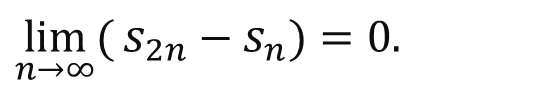 lim (s₂ₙ − sₙ) = 0.
n→∞